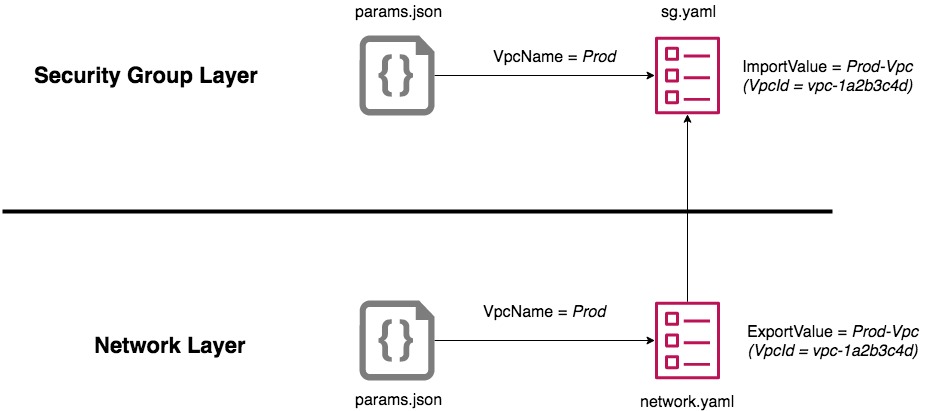 params.json
sg.yaml
Security Group Layer
{}
VpcName = Prod
ImportValue = Prod-Vpc
(VpcId = vpc-1a2b3c4d)
Network Layer
{}
VpcName = Prod
ExportValue = Prod-Vpc
(VpcId = vpc-1a2b3c4d)
params.json
network.yaml